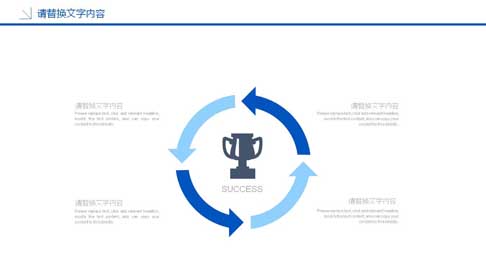 请替换文字内容
请替换文字内容
Please replace text, click add relevant headline,
modify the text content, also can copy your
content to this directly.
请替换文字内容
Please replace text, click add relevant headline,
modify the text content, also can copy your
content to this directly.
SUCCESS
请替换文字内容
Please replace text, click add relevant headline,
modify the text content, also can copy your
content to this directly.
请替换文字内容
Please replace text, click add relevant headline,
modify the text content, also can copy your
content to this directly.